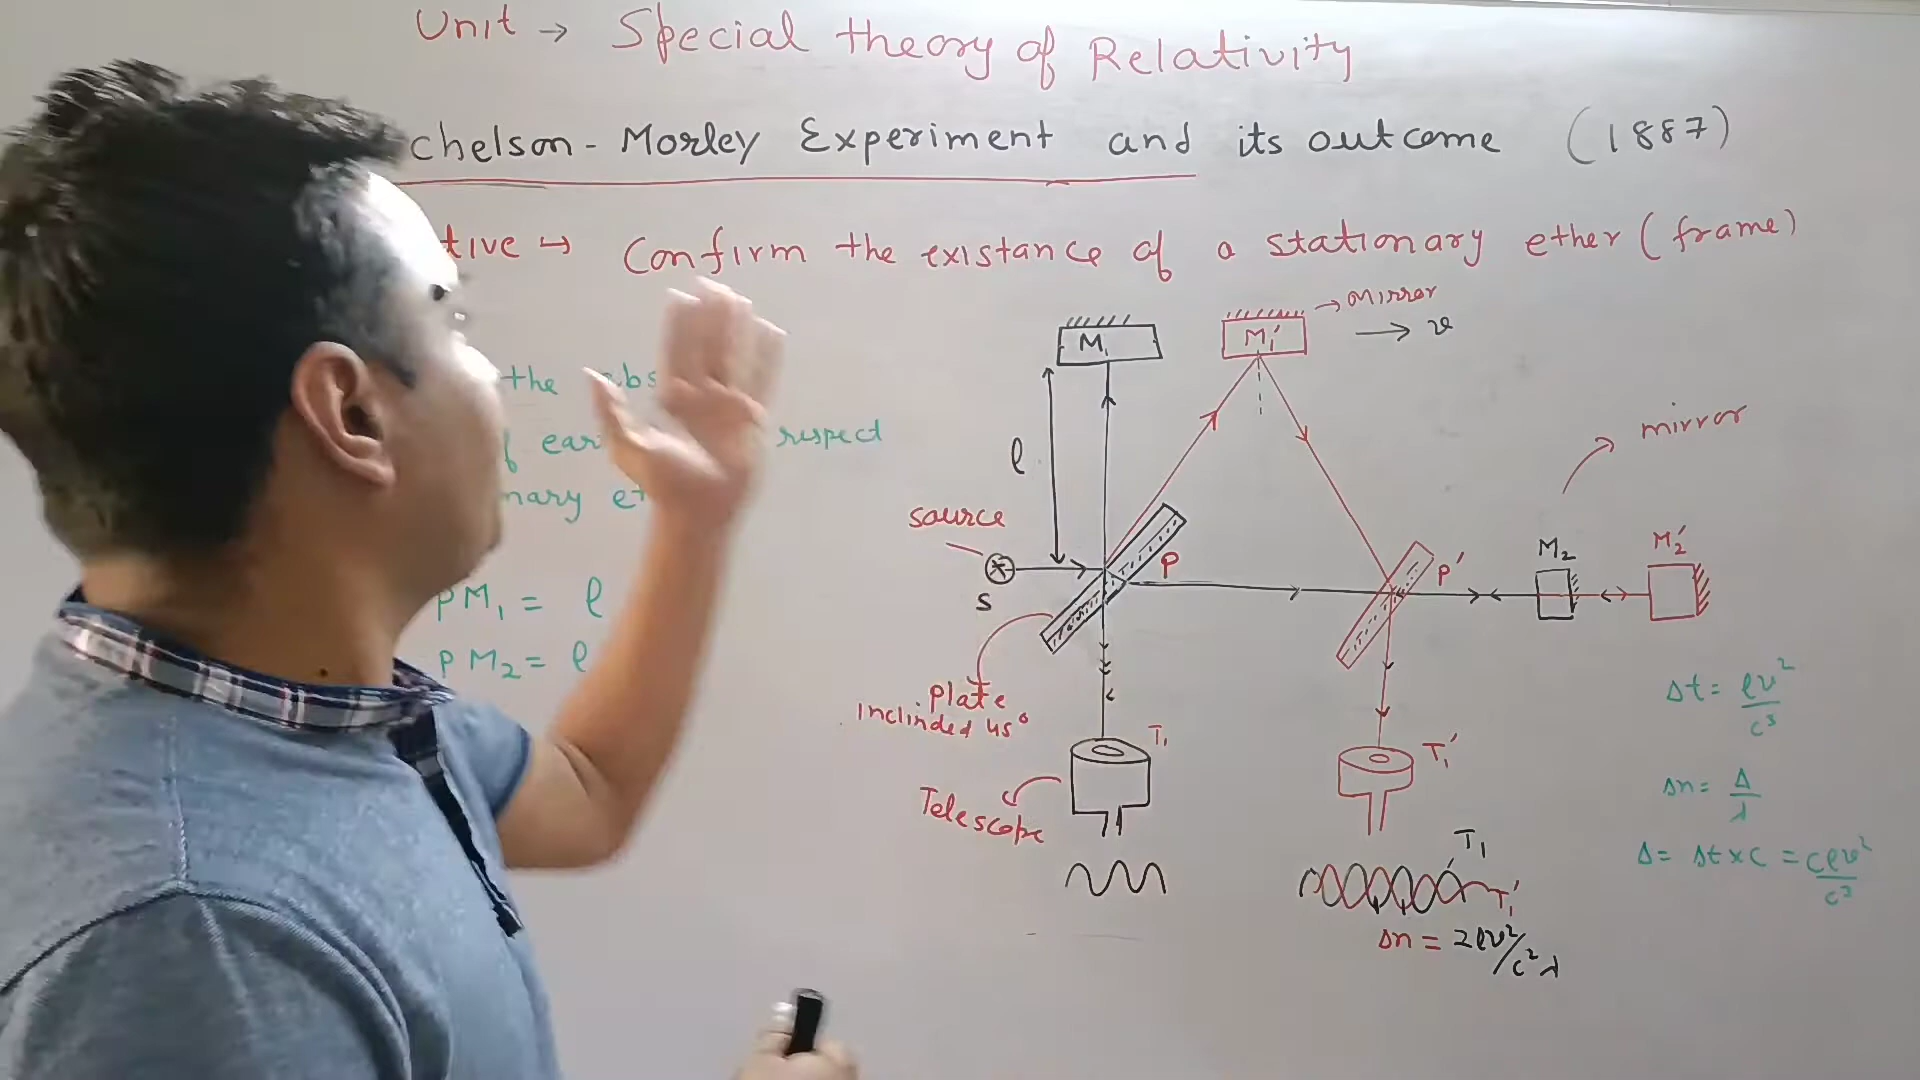 Unit → Special theory of Relativity
chelson - Morley Experiment and its outcome (1887)
tive ↪ Confirm the existance of a stationary ether (frame)
→ mirror
M₁
M₁′
→ v
the
respect
mirror
l
source
P
P′
M₂
M₂′
S
PM₁ = l
PM₂ = l
plate
Inclinded 45°
Δt = lv²/c³
T₁
T₁′
Telescope
Δn = Δ/λ
T₁
Δ = Δt × c = clv²/c³
T₁′
Δn = 2lv²/c²λ